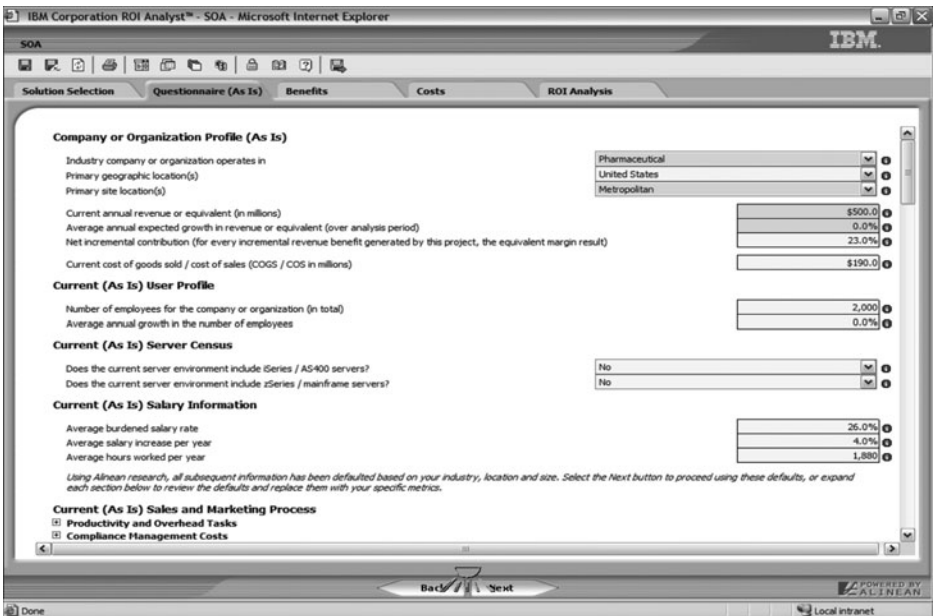 IBM Corporation ROI Analyst™ - SOA - Microsoft Internet Explorer
SOA
IBM.
Solution Selection Questionnaire (As Is) Benefits Costs ROI Analysis
Company or Organization Profile (As Is)
Industry company or organization operates in Pharmaceutical
Primary geographic location(s) United States
Primary site location(s) Metropolitan
Current annual revenue or equivalent (in millions) $500.0
Average annual expected growth in revenue or equivalent (over analysis period) 0.0%
Net incremental contribution (for every incremental revenue benefit generated by this project, the equivalent margin result) 23.0%
Current cost of goods sold / cost of sales (COGS / COS in millions) $190.0
Current (As Is) User Profile
Number of employees for the company or organization (in total) 2,000
Average annual growth in the number of employees 0.0%
Current (As Is) Server Census
Does the current server environment include iSeries / AS400 servers? No
Does the current server environment include zSeries / mainframe servers? No
Current (As Is) Salary Information
Average burdened salary rate 26.0%
Average salary increase per year 4.0%
Average hours worked per year 1,880
Using Alinean research, all subsequent information has been defaulted based on your industry, location and size. Select the Next button to proceed using these defaults, or expand
each section below to review the defaults and replace them with your specific metrics.
Current (As Is) Sales and Marketing Process
Productivity and Overhead Tasks
Compliance Management Costs
Back Next
POWERED BY
ALINEAN
Done Local intranet